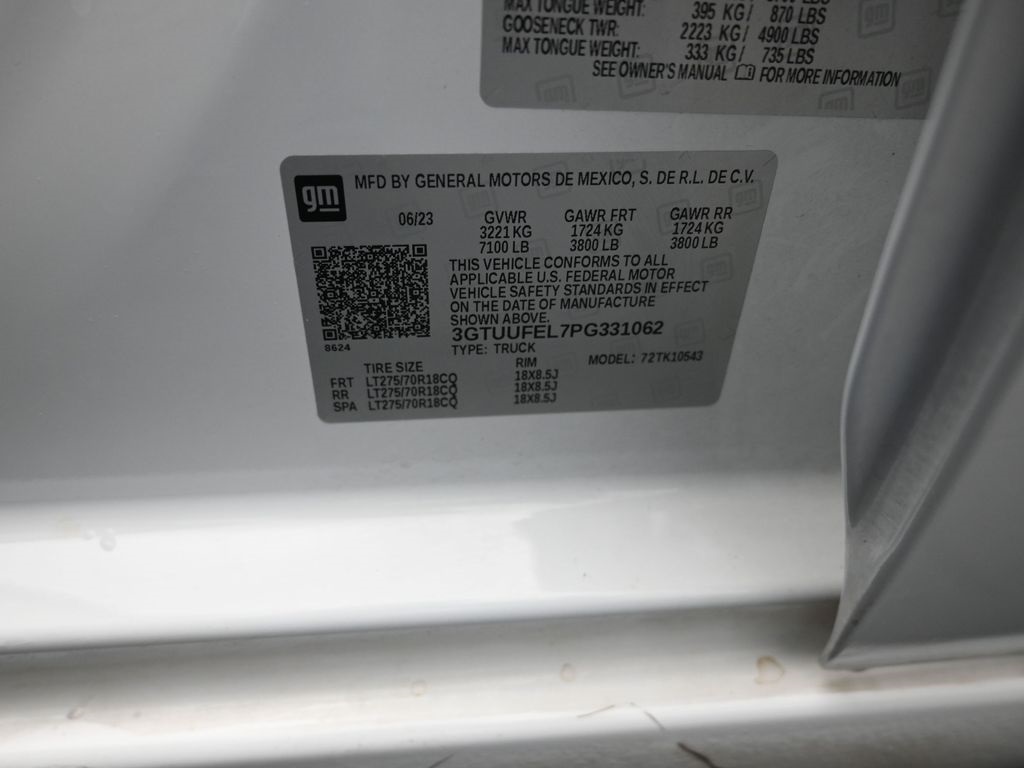 MAX TONGUE WEIGHT: 395 KG/ 870 LBS
GOOSENECK TWR: 2223 KG/ 4900 LBS
MAX TONGUE WEIGHT: 333 KG/ 735 LBS
SEE OWNER'S MANUAL FOR MORE INFORMATION
gm
MFD BY GENERAL MOTORS DE MEXICO, S. DE R.L. DE C.V.
06/23 GVWR GAWR FRT GAWR RR
3221 KG 1724 KG 1724 KG
7100 LB 3800 LB 3800 LB
THIS VEHICLE CONFORMS TO ALL
APPLICABLE U.S. FEDERAL MOTOR
VEHICLE SAFETY STANDARDS IN EFFECT
ON THE DATE OF MANUFACTURE
SHOWN ABOVE.
3GTUUFEL7PG331062
8624
TYPE: TRUCK MODEL: 72TK10543
TIRE SIZE RIM
FRT LT275/70R18CQ 18X8.5J
RR LT275/70R18CQ 18X8.5J
SPA LT275/70R18CQ 18X8.5J